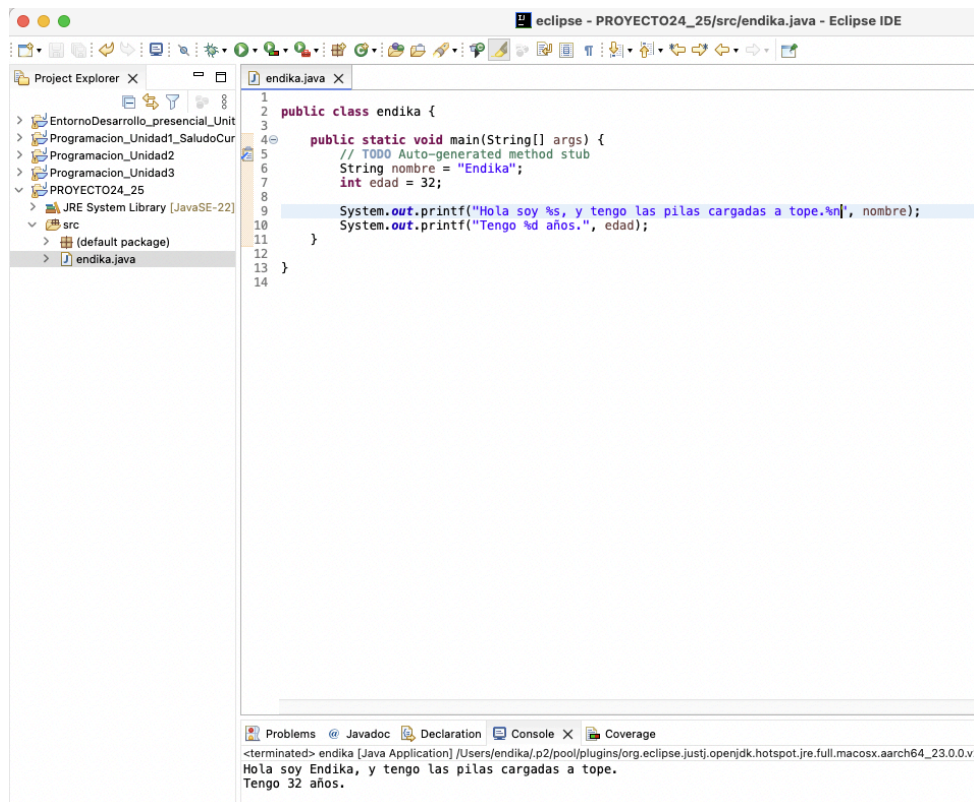 eclipse - PROYECTO24_25/src/endika.java - Eclipse IDE
Project Explorer
endika.java
EntornoDesarrollo_presencial_Unit
Programacion_Unidad1_SaludoCur
Programacion_Unidad2
Programacion_Unidad3
PROYECTO24_25
JRE System Library [JavaSE-22]
src
(default package)
endika.java
1
2 public class endika {
3
4 public static void main(String[] args) {
5 // TODO Auto-generated method stub
6 String nombre = "Endika";
7 int edad = 32;
8
9 System.out.printf("Hola soy %s, y tengo las pilas cargadas a tope.%n", nombre);
10 System.out.printf("Tengo %d años.", edad);
11 }
12
13 }
14
Problems @ Javadoc Declaration Console Coverage
<terminated> endika [Java Application] /Users/endika/.p2/pool/plugins/org.eclipse.justj.openjdk.hotspot.jre.full.macosx.aarch64_23.0.0.v
Hola soy Endika, y tengo las pilas cargadas a tope.
Tengo 32 años.